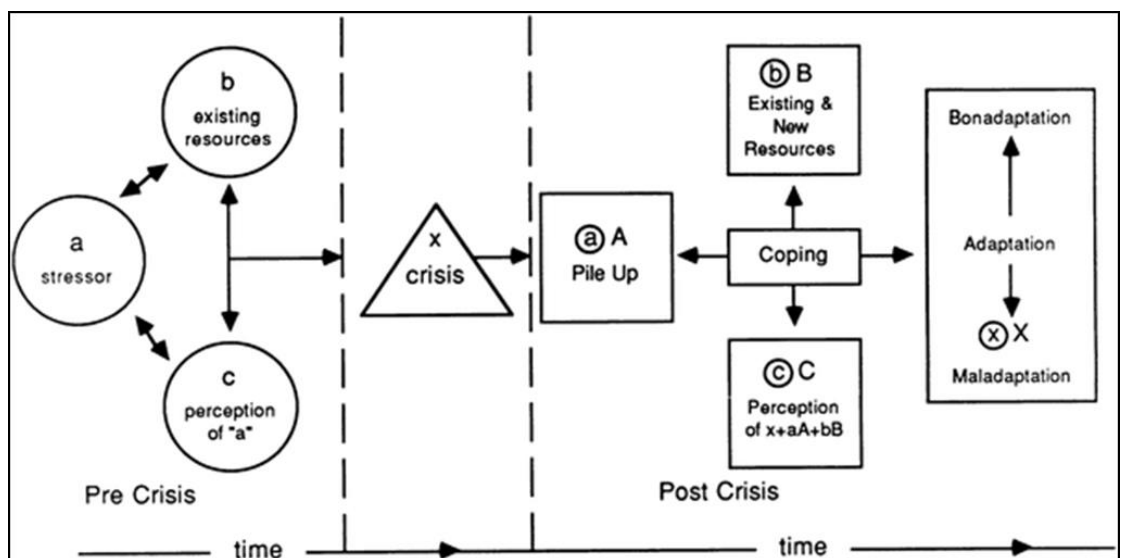 a
stressor
b
existing
resources
c
perception
of "a"
Pre Crisis
x
crisis
ⓐ A
Pile Up
ⓑ B
Existing &
New
Resources
Coping
ⓒ C
Perception
of x+aA+bB
Post Crisis
Bonadaptation
Adaptation
ⓧ X
Maladaptation
time
time